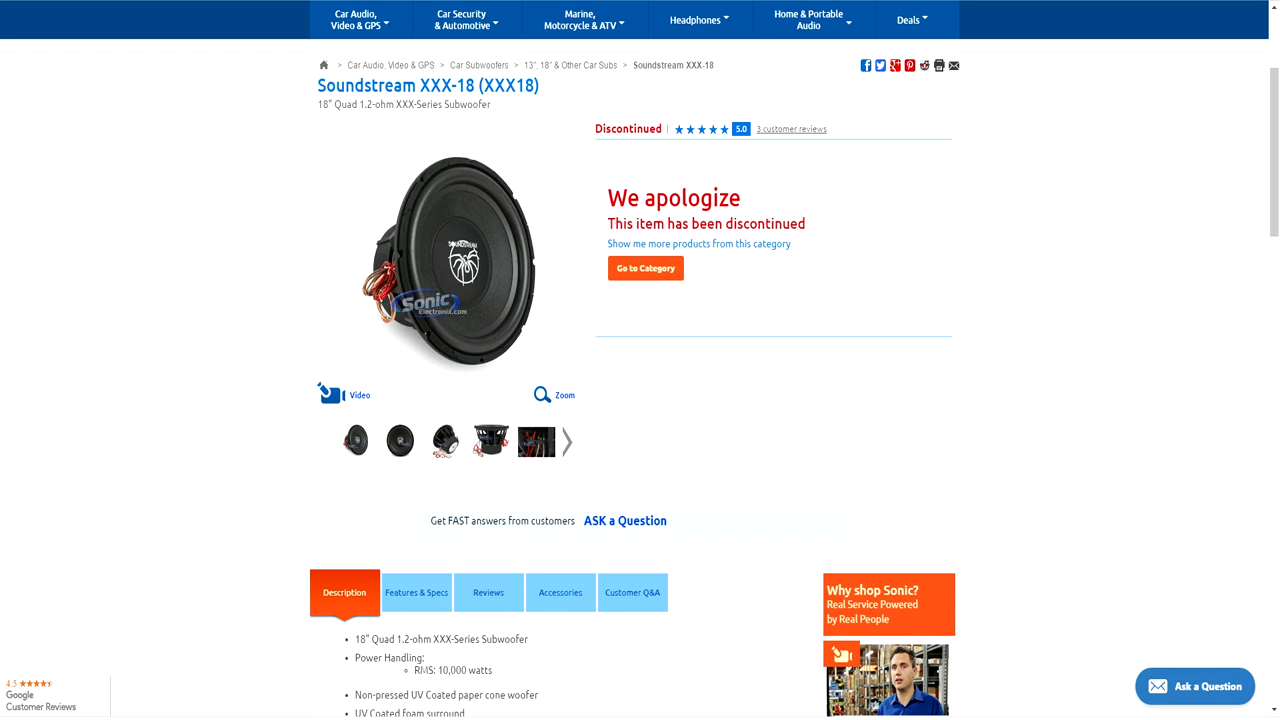 Car Audio,
Video & GPS
Car Security
& Automotive
Marine,
Motorcycle & ATV
Headphones
Home & Portable
Audio
Deals
> Car Audio, Video & GPS > Car Subwoofers > 13", 18" & Other Car Subs > Soundstream XXX-18
Soundstream XXX-18 (XXX18)
18" Quad 1.2-ohm XXX-Series Subwoofer
Discontinued | 5.0 3 customer reviews
We apologize
This item has been discontinued
Show me more products from this category
Go to Category
SOUNDSTREAM
Sonic
Electronix.com
Video
Zoom
Get FAST answers from customers ASK a Question
Description
Features & Specs
Reviews
Accessories
Customer Q&A
• 18" Quad 1.2-ohm XXX-Series Subwoofer
• Power Handling:
RMS: 10,000 watts
• Non-pressed UV Coated paper cone woofer
• UV Coated foam surround
Why shop Sonic?
Real Service Powered
by Real People
4.5
Google
Customer Reviews
Ask a Question